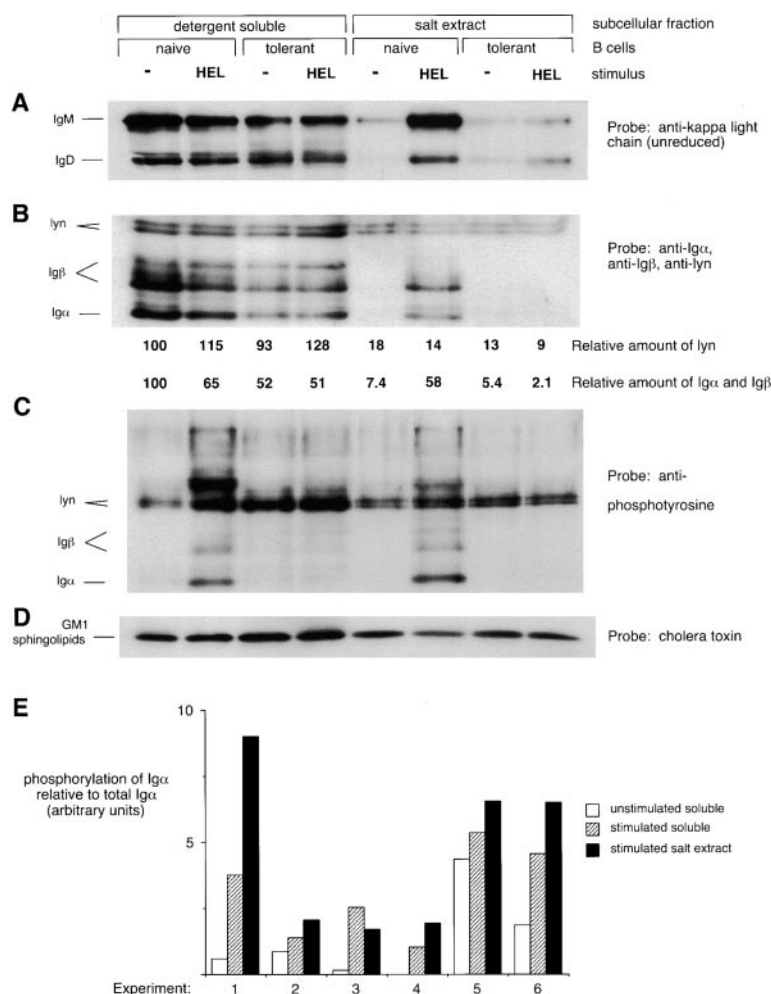 detergent soluble salt extract subcellular fraction
naive tolerant naive tolerant B cells
- HEL - HEL - HEL - HEL stimulus
A
IgM
IgD
Probe: anti-kappa light
chain (unreduced)
B
lyn
Igβ
Igα
Probe: anti-Igα,
anti-Igβ, anti-lyn
100 115 93 128 18 14 13 9 Relative amount of lyn
100 65 52 51 7.4 58 5.4 2.1 Relative amount of Igα and Igβ
C
lyn
Igβ
Igα
Probe: anti-
phosphotyrosine
D
GM1
sphingolipids
Probe: cholera toxin
E
10
5
phosphorylation of Igα
relative to total Igα
(arbitrary units)
unstimulated soluble
stimulated soluble
stimulated salt extract
Experiment: 1 2 3 4 5 6